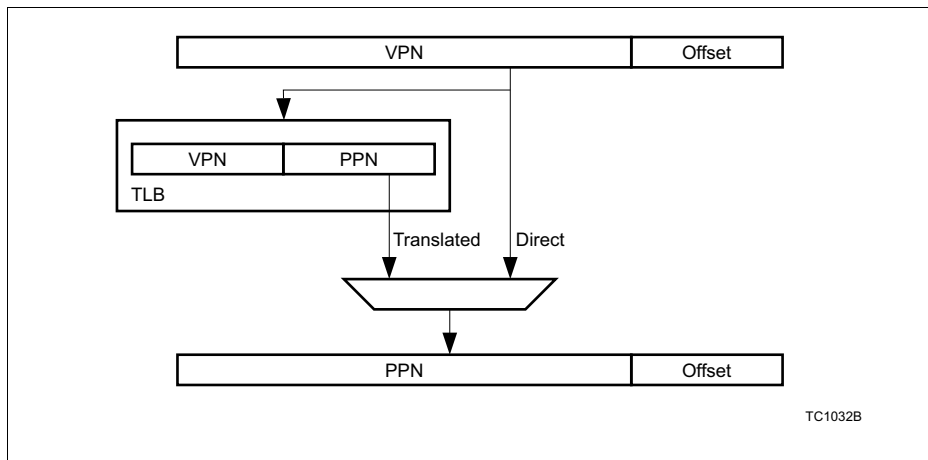 VPN Offset
VPN PPN
TLB
Translated Direct
PPN Offset
TC1032B